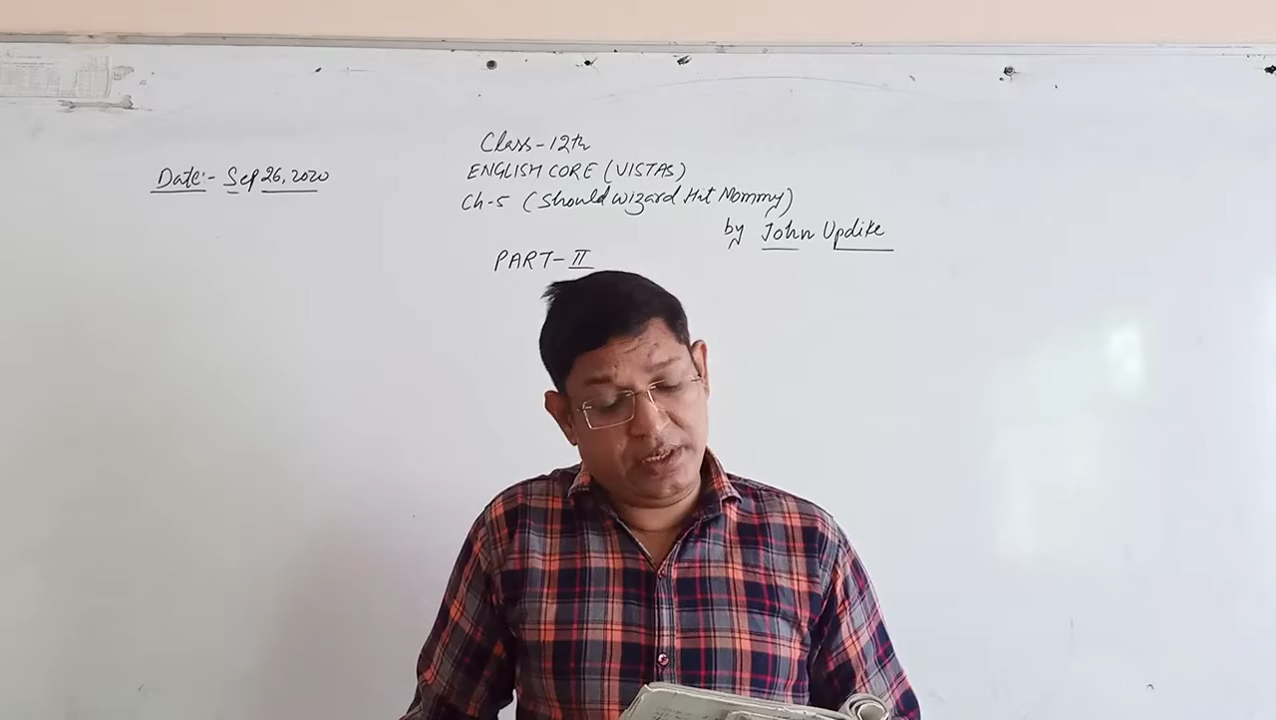 Class-12th
Date:- Sep 26, 2020
ENGLISH CORE (VISTAS)
Ch-5 (Should Wizard Hit Mommy)
by John Updike
PART-II